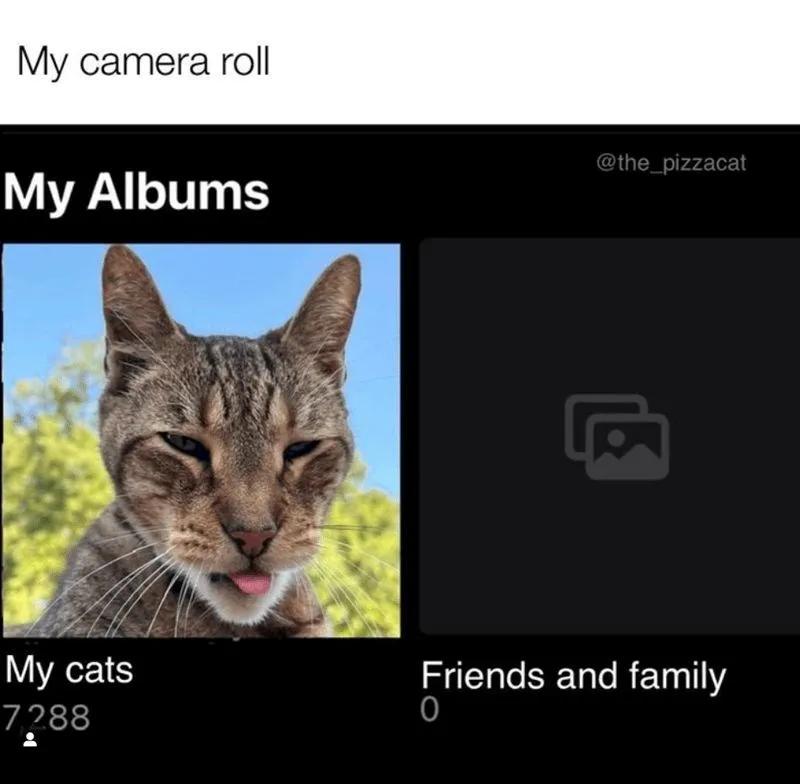 My camera roll
@the_pizzacat
My Albums
My cats
Friends and family
7,288
0